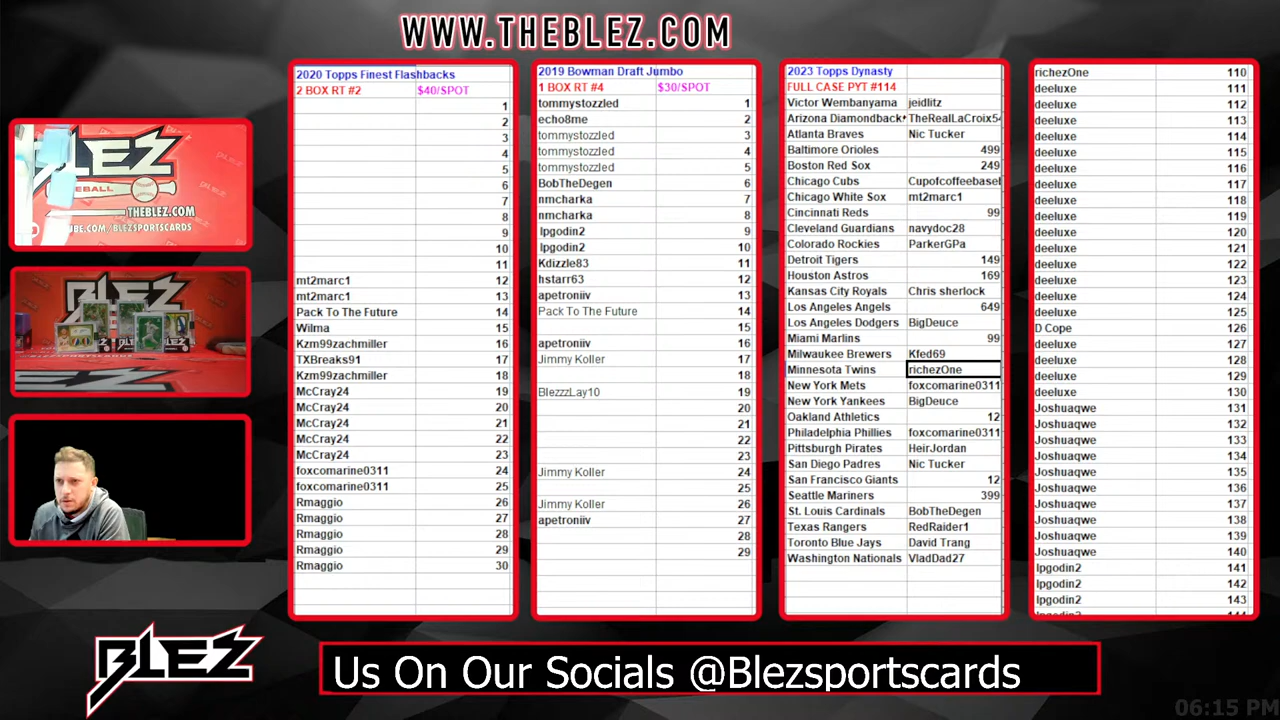 WWW.THEBLEZ.COM
BLEZ
BASEBALL
THEBLEZ.COM
UBE.COM/BLEZSPORTSCARDS
2020 Topps Finest Flashbacks
2 BOX RT #2 $40/SPOT
1
2
3
4
5
6
7
8
9
10
11
mt2marc1 12
mt2marc1 13
Pack To The Future 14
Wilma 15
Kzm99zachmiller 16
TXBreaks91 17
Kzm99zachmiller 18
McCray24 19
McCray24 20
McCray24 21
McCray24 22
McCray24 23
foxcomarine0311 24
foxcomarine0311 25
Rmaggio 26
Rmaggio 27
Rmaggio 28
Rmaggio 29
Rmaggio 30
2019 Bowman Draft Jumbo
1 BOX RT #4 $30/SPOT
tommystozzled 1
echo8me 2
tommystozzled 3
tommystozzled 4
tommystozzled 5
BobTheDegen 6
nmcharka 7
nmcharka 8
lpgodin2 9
lpgodin2 10
Kdizzle83 11
hstarr63 12
apetroniiv 13
Pack To The Future 14
15
apetroniiv 16
Jimmy Koller 17
18
BlezzzLay10 19
20
21
22
23
Jimmy Koller 24
25
Jimmy Koller 26
apetroniiv 27
28
29
2023 Topps Dynasty
FULL CASE PYT #114
Victor Wembanyama jeidlitz
Arizona Diamondback TheRealLaCroix54
Atlanta Braves Nic Tucker
Baltimore Orioles 499
Boston Red Sox 249
Chicago Cubs Cupofcoffeebasel
Chicago White Sox mt2marc1
Cincinnati Reds 99
Cleveland Guardians navydoc28
Colorado Rockies ParkerGPa
Detroit Tigers 149
Houston Astros 169
Kansas City Royals Chris sherlock
Los Angeles Angels 649
Los Angeles Dodgers BigDeuce
Miami Marlins 99
Milwaukee Brewers Kfed69
Minnesota Twins richezOne
New York Mets foxcomarine0311
New York Yankees BigDeuce
Oakland Athletics 12
Philadelphia Phillies foxcomarine0311
Pittsburgh Pirates HeirJordan
San Diego Padres Nic Tucker
San Francisco Giants 12
Seattle Mariners 399
St. Louis Cardinals BobTheDegen
Texas Rangers RedRaider1
Toronto Blue Jays David Trang
Washington Nationals VladDad27
richezOne 110
deeluxe 111
deeluxe 112
deeluxe 113
deeluxe 114
deeluxe 115
deeluxe 116
deeluxe 117
deeluxe 118
deeluxe 119
deeluxe 120
deeluxe 121
deeluxe 122
deeluxe 123
deeluxe 124
deeluxe 125
D Cope 126
deeluxe 127
deeluxe 128
deeluxe 129
deeluxe 130
Joshuaqwe 131
Joshuaqwe 132
Joshuaqwe 133
Joshuaqwe 134
Joshuaqwe 135
Joshuaqwe 136
Joshuaqwe 137
Joshuaqwe 138
Joshuaqwe 139
Joshuaqwe 140
lpgodin2 141
lpgodin2 142
lpgodin2 143
lpgodin2 144
BLEZ
Us On Our Socials @Blezsportscards
06:15 PM